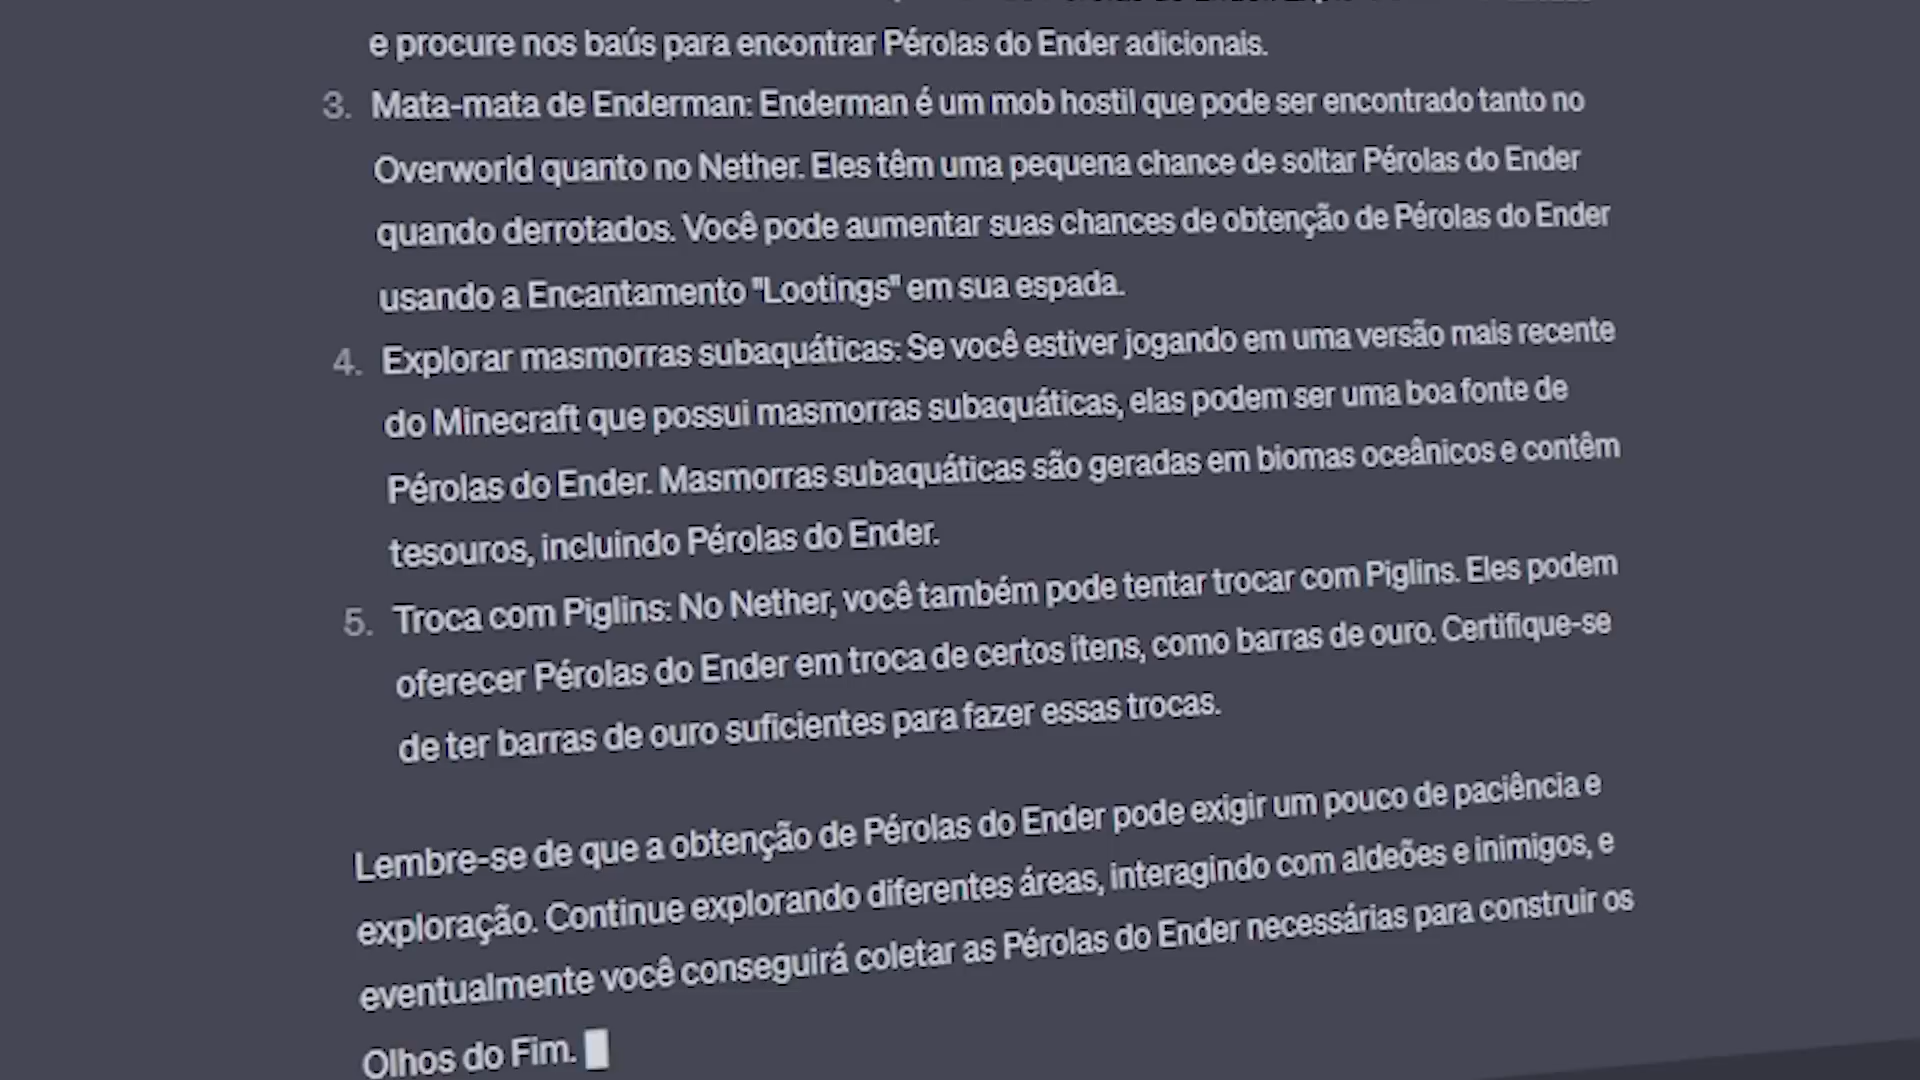 e procure nos baús para encontrar Pérolas do Ender adicionais.
3. Mata-mata de Enderman: Enderman é um mob hostil que pode ser encontrado tanto no
Overworld quanto no Nether. Eles têm uma pequena chance de soltar Pérolas do Ender
quando derrotados. Você pode aumentar suas chances de obtenção de Pérolas do Ender
usando a Encantamento "Lootings" em sua espada.
4. Explorar masmorras subaquáticas: Se você estiver jogando em uma versão mais recente
do Minecraft que possui masmorras subaquáticas, elas podem ser uma boa fonte de
Pérolas do Ender. Masmorras subaquáticas são geradas em biomas oceânicos e contêm
tesouros, incluindo Pérolas do Ender.
5. Troca com Piglins: No Nether, você também pode tentar trocar com Piglins. Eles podem
oferecer Pérolas do Ender em troca de certos itens, como barras de ouro. Certifique-se
de ter barras de ouro suficientes para fazer essas trocas.
Lembre-se de que a obtenção de Pérolas do Ender pode exigir um pouco de paciência e
exploração. Continue explorando diferentes áreas, interagindo com aldeões e inimigos, e
eventualmente você conseguirá coletar as Pérolas do Ender necessárias para construir os
Olhos do Fim.